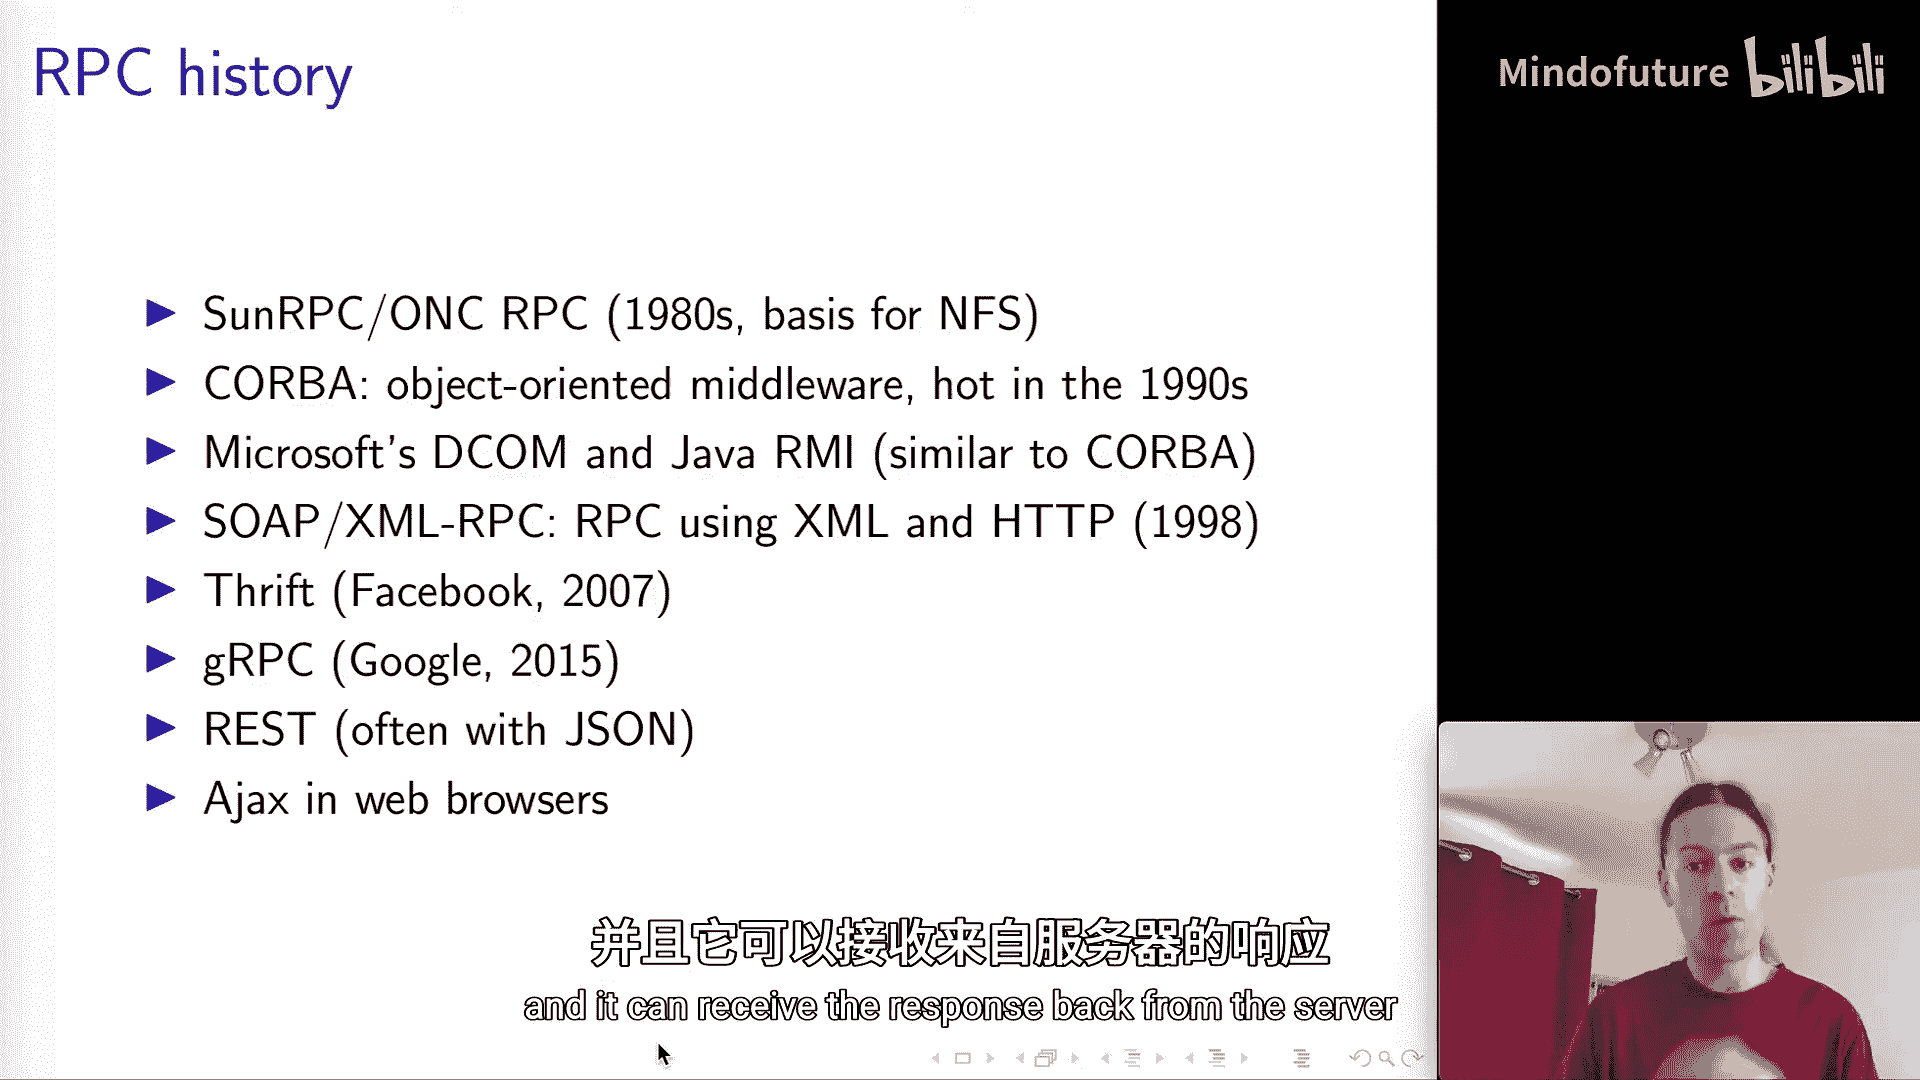 RPC history
Mindofuture bilibili
SunRPC/ONC RPC (1980s, basis for NFS)
CORBA: object-oriented middleware, hot in the 1990s
Microsoft's DCOM and Java RMI (similar to CORBA)
SOAP/XML-RPC: RPC using XML and HTTP (1998)
Thrift (Facebook, 2007)
gRPC (Google, 2015)
REST (often with JSON)
Ajax in web browsers
并且它可以接收来自服务器的响应
and it can receive the response back from the server